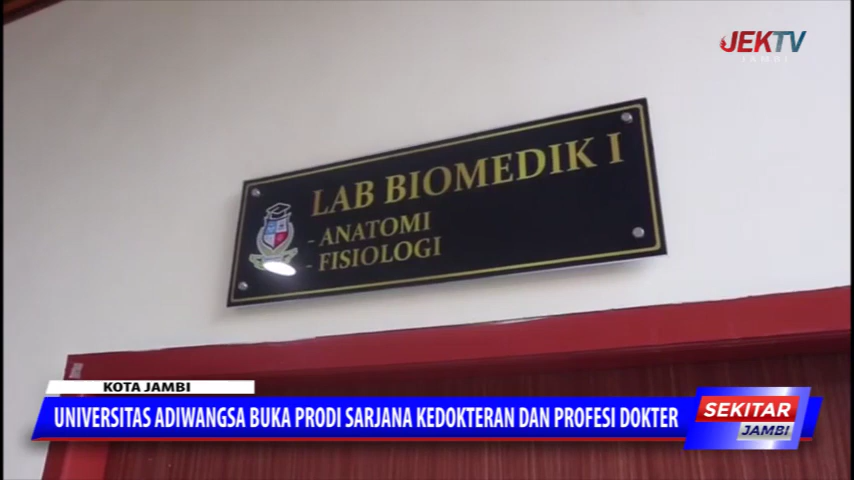 JEKTV
JAMBI
LAB BIOMEDIK I
- ANATOMI
- FISIOLOGI
KOTA JAMBI
UNIVERSITAS ADIWANGSA BUKA PRODI SARJANA KEDOKTERAN DAN PROFESI DOKTER
SEKITAR
JAMBI